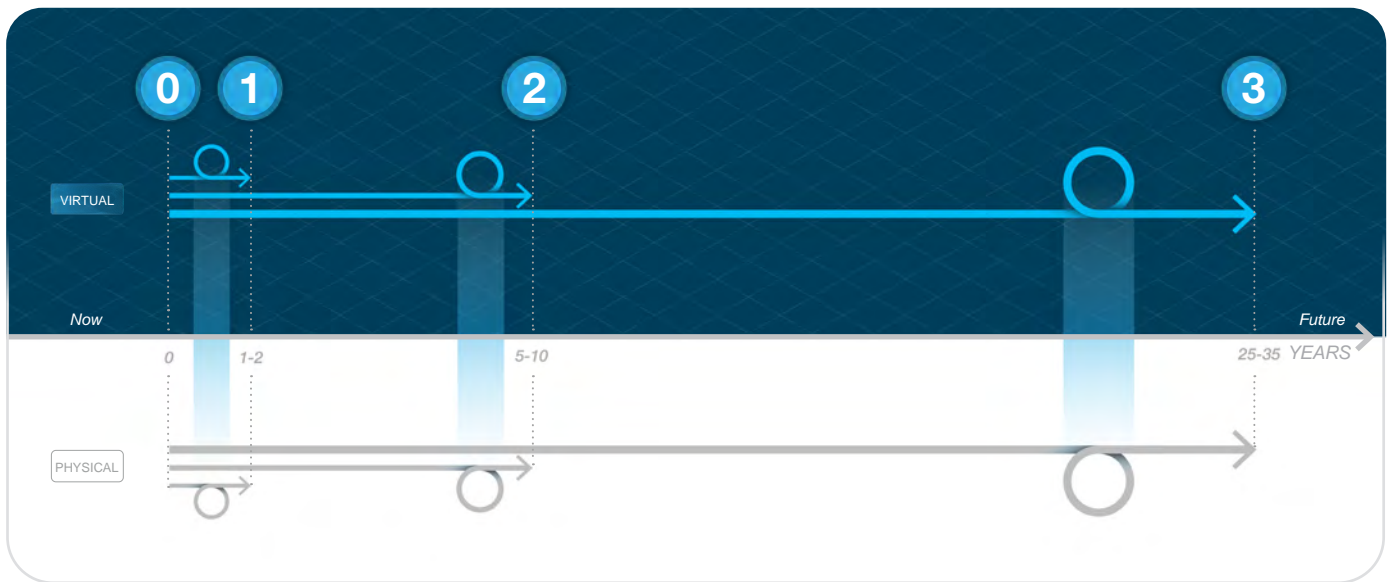 0 1 2 3
VIRTUAL
Now Future
0 1-2 5-10 25-35 YEARS
PHYSICAL